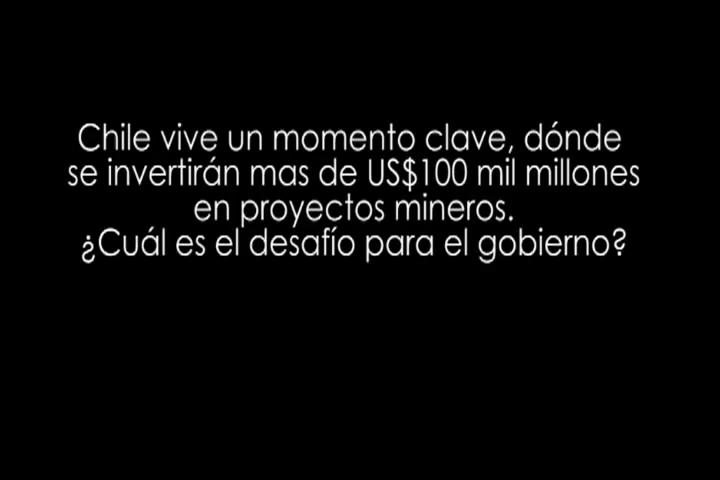 Chile vive un momento clave, dónde
se invertirán mas de US$100 mil millones
en proyectos mineros.
¿Cuál es el desafío para el gobierno?